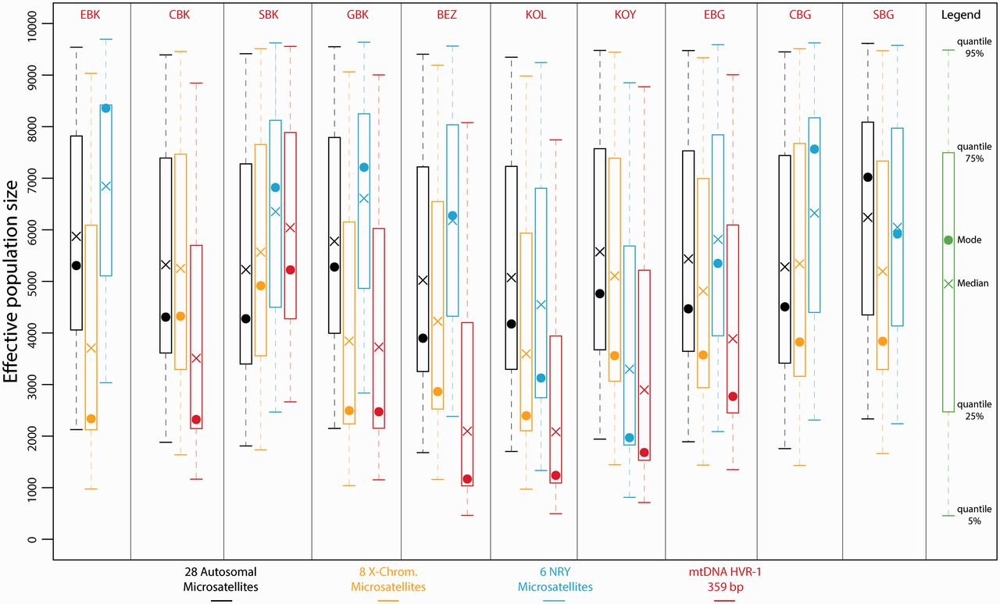 EBK CBK SBK GBK BEZ KOL KOY EBG CBG SBG Legend
Effective population size
10000
9000
8000
7000
6000
5000
4000
3000
2000
1000
0
quantile
95%
quantile
75%
Mode
Median
quantile
25%
quantile
5%
28 Autosomal
Microsatellites
8 X-Chrom.
Microsatellites
6 NRY
Microsatellites
mtDNA HVR-1
359 bp